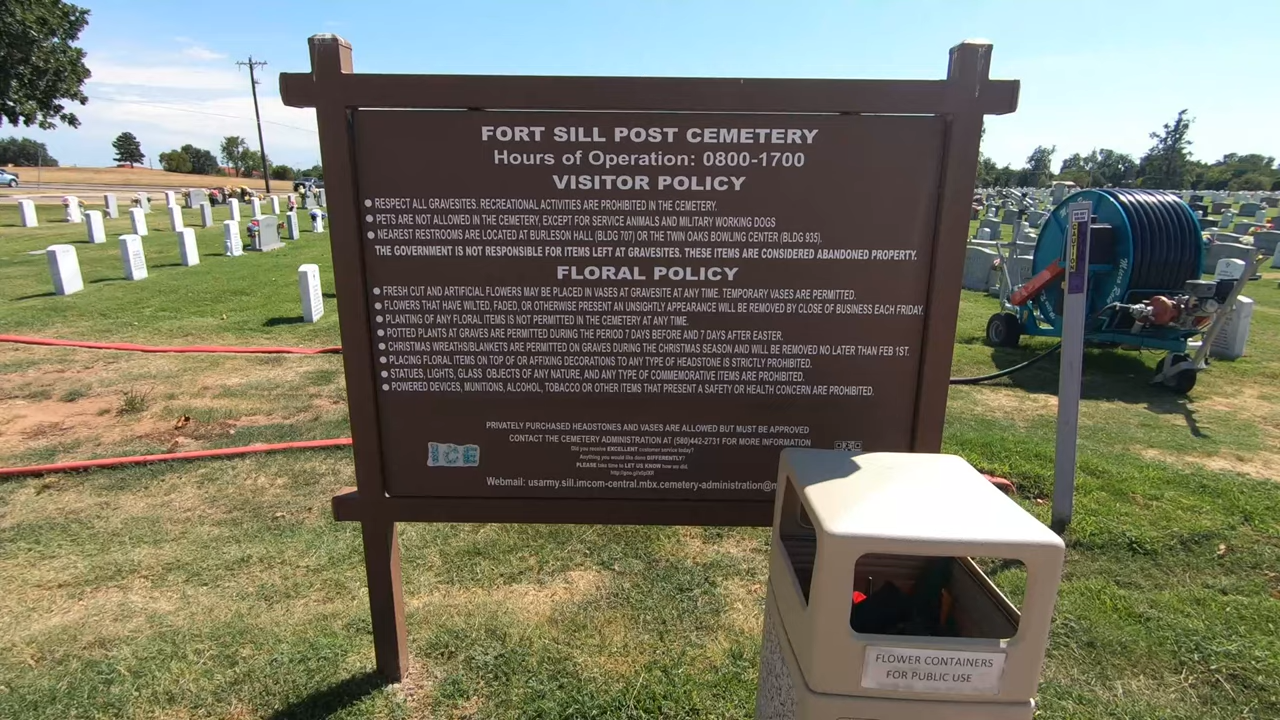 FORT SILL POST CEMETERY
Hours of Operation: 0800-1700
VISITOR POLICY
● RESPECT ALL GRAVESITES. RECREATIONAL ACTIVITIES ARE PROHIBITED IN THE CEMETERY.
● PETS ARE NOT ALLOWED IN THE CEMETERY, EXCEPT FOR SERVICE ANIMALS AND MILITARY WORKING DOGS
● NEAREST RESTROOMS ARE LOCATED AT BURLESON HALL (BLDG 707) OR THE TWIN OAKS BOWLING CENTER (BLDG 935).
THE GOVERNMENT IS NOT RESPONSIBLE FOR ITEMS LEFT AT GRAVESITES. THESE ITEMS ARE CONSIDERED ABANDONED PROPERTY.
FLORAL POLICY
● FRESH CUT AND ARTIFICIAL FLOWERS MAY BE PLACED IN VASES AT GRAVESITE AT ANY TIME. TEMPORARY VASES ARE PERMITTED.
● FLOWERS THAT HAVE WILTED, FADED, OR OTHERWISE PRESENT AN UNSIGHTLY APPEARANCE WILL BE REMOVED BY CLOSE OF BUSINESS EACH FRIDAY.
● PLANTING OF ANY FLORAL ITEMS IS NOT PERMITTED IN THE CEMETERY AT ANY TIME.
● POTTED PLANTS AT GRAVES ARE PERMITTED DURING THE PERIOD 7 DAYS BEFORE AND 7 DAYS AFTER EASTER.
● CHRISTMAS WREATHS/BLANKETS ARE PERMITTED ON GRAVES DURING THE CHRISTMAS SEASON AND WILL BE REMOVED NO LATER THAN FEB 1ST.
● PLACING FLORAL ITEMS ON TOP OF OR AFFIXING DECORATIONS TO ANY TYPE OF HEADSTONE IS STRICTLY PROHIBITED.
● STATUES, LIGHTS, GLASS OBJECTS OF ANY NATURE, AND ANY TYPE OF COMMEMORATIVE ITEMS ARE PROHIBITED.
● POWERED DEVICES, MUNITIONS, ALCOHOL, TOBACCO OR OTHER ITEMS THAT PRESENT A SAFETY OR HEALTH CONCERN ARE PROHIBITED.
PRIVATELY PURCHASED HEADSTONES AND VASES ARE ALLOWED BUT MUST BE APPROVED
CONTACT THE CEMETERY ADMINISTRATION AT (580)442-2731 FOR MORE INFORMATION
ICE
Did you receive EXCELLENT customer service today?
Anything you would like done DIFFERENTLY?
PLEASE take time to LET US KNOW how we did.
Webmail: usarmy.sill.imcom-central.mbx.cemetery-administration@
FLOWER CONTAINERS
FOR PUBLIC USE